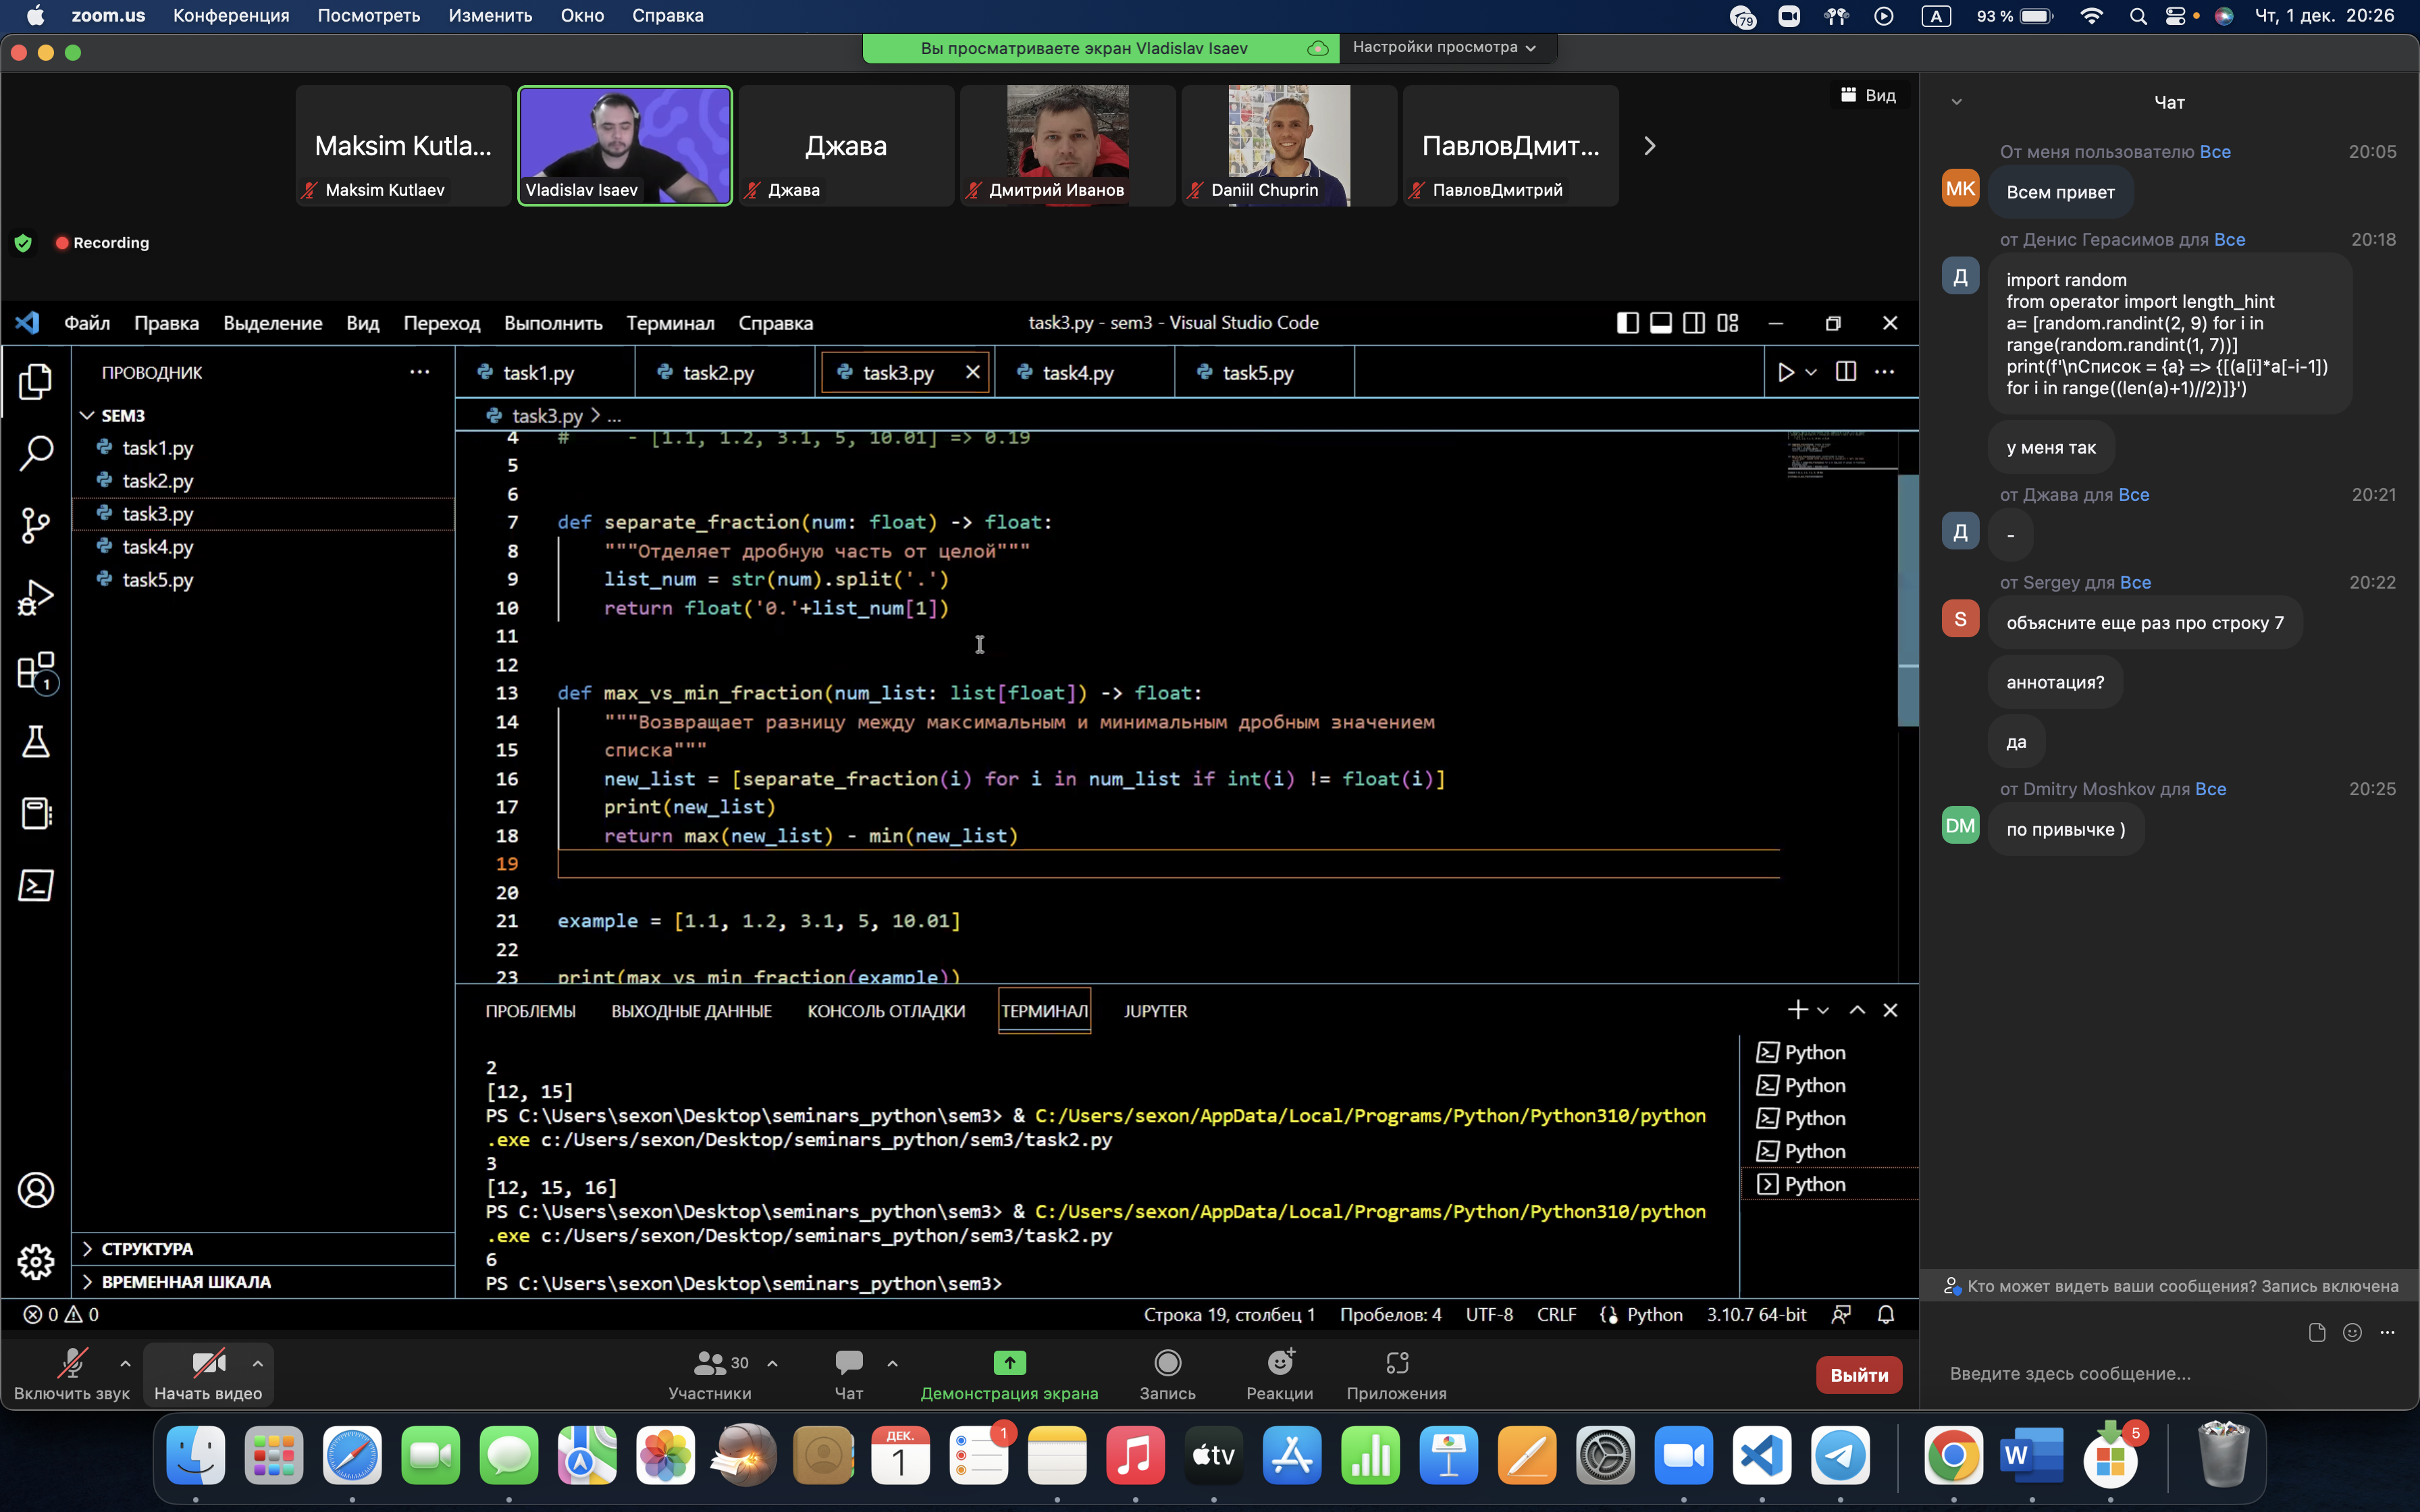 zoom.us Конференция Посмотреть Изменить Окно Справка
79 A 93 % Чт, 1 дек. 20:26
Вы просматриваете экран Vladislav Isaev
Настройки просмотра
Вид
Maksim Kutla...
Maksim Kutlaev
Vladislav Isaev
Джава
Джава
Дмитрий Иванов
Daniil Chuprin
ПавловДмит...
ПавловДмитрий
Recording
Файл Правка Выделение Вид Переход Выполнить Терминал Справка
task3.py - sem3 - Visual Studio Code
ПРОВОДНИК
SEM3
task1.py
task2.py
task3.py
task4.py
task5.py
1
СТРУКТУРА
ВРЕМЕННАЯ ШКАЛА
task1.py task2.py task3.py task4.py task5.py
task3.py > ...
4 # - [1.1, 1.2, 3.1, 5, 10.01] => 0.19
5
6
7 def separate_fraction(num: float) -> float:
8 """Отделяет дробную часть от целой"""
9 list_num = str(num).split('.')
10 return float('0.'+list_num[1])
11
12
13 def max_vs_min_fraction(num_list: list[float]) -> float:
14 """Возвращает разницу между максимальным и минимальным дробным значением
15 списка"""
16 new_list = [separate_fraction(i) for i in num_list if int(i) != float(i)]
17 print(new_list)
18 return max(new_list) - min(new_list)
19
20
21 example = [1.1, 1.2, 3.1, 5, 10.01]
22
23 print(max_vs_min_fraction(example))
ПРОБЛЕМЫ ВЫХОДНЫЕ ДАННЫЕ КОНСОЛЬ ОТЛАДКИ ТЕРМИНАЛ JUPYTER
2
[12, 15]
PS C:\Users\sexon\Desktop\seminars_python\sem3> & C:/Users/sexon/AppData/Local/Programs/Python/Python310/python
.exe c:/Users/sexon/Desktop/seminars_python/sem3/task2.py
3
[12, 15, 16]
PS C:\Users\sexon\Desktop\seminars_python\sem3> & C:/Users/sexon/AppData/Local/Programs/Python/Python310/python
.exe c:/Users/sexon/Desktop/seminars_python/sem3/task2.py
6
PS C:\Users\sexon\Desktop\seminars_python\sem3>
Python
Python
Python
Python
Python
0 0
Строка 19, столбец 1 Пробелов: 4 UTF-8 CRLF Python 3.10.7 64-bit
Чат
От меня пользователю Все 20:05
MK
Всем привет
от Денис Герасимов для Все 20:18
Д
import random
from operator import length_hint
a= [random.randint(2, 9) for i in
range(random.randint(1, 7))]
print(f'\nСписок = {a} => {[(a[i]*a[-i-1])
for i in range((len(a)+1)//2)]}')
у меня так
от Джава для Все 20:21
Д
-
от Sergey для Все 20:22
S
объясните еще раз про строку 7
аннотация?
да
от Dmitry Moshkov для Все 20:25
DM
по привычке )
Кто может видеть ваши сообщения? Запись включена
Введите здесь сообщение...
Включить звук
Начать видео
30
Участники
Чат
Демонстрация экрана
Запись
Реакции
Приложения
Выйти
ДЕК.
1
1
tv
W
5